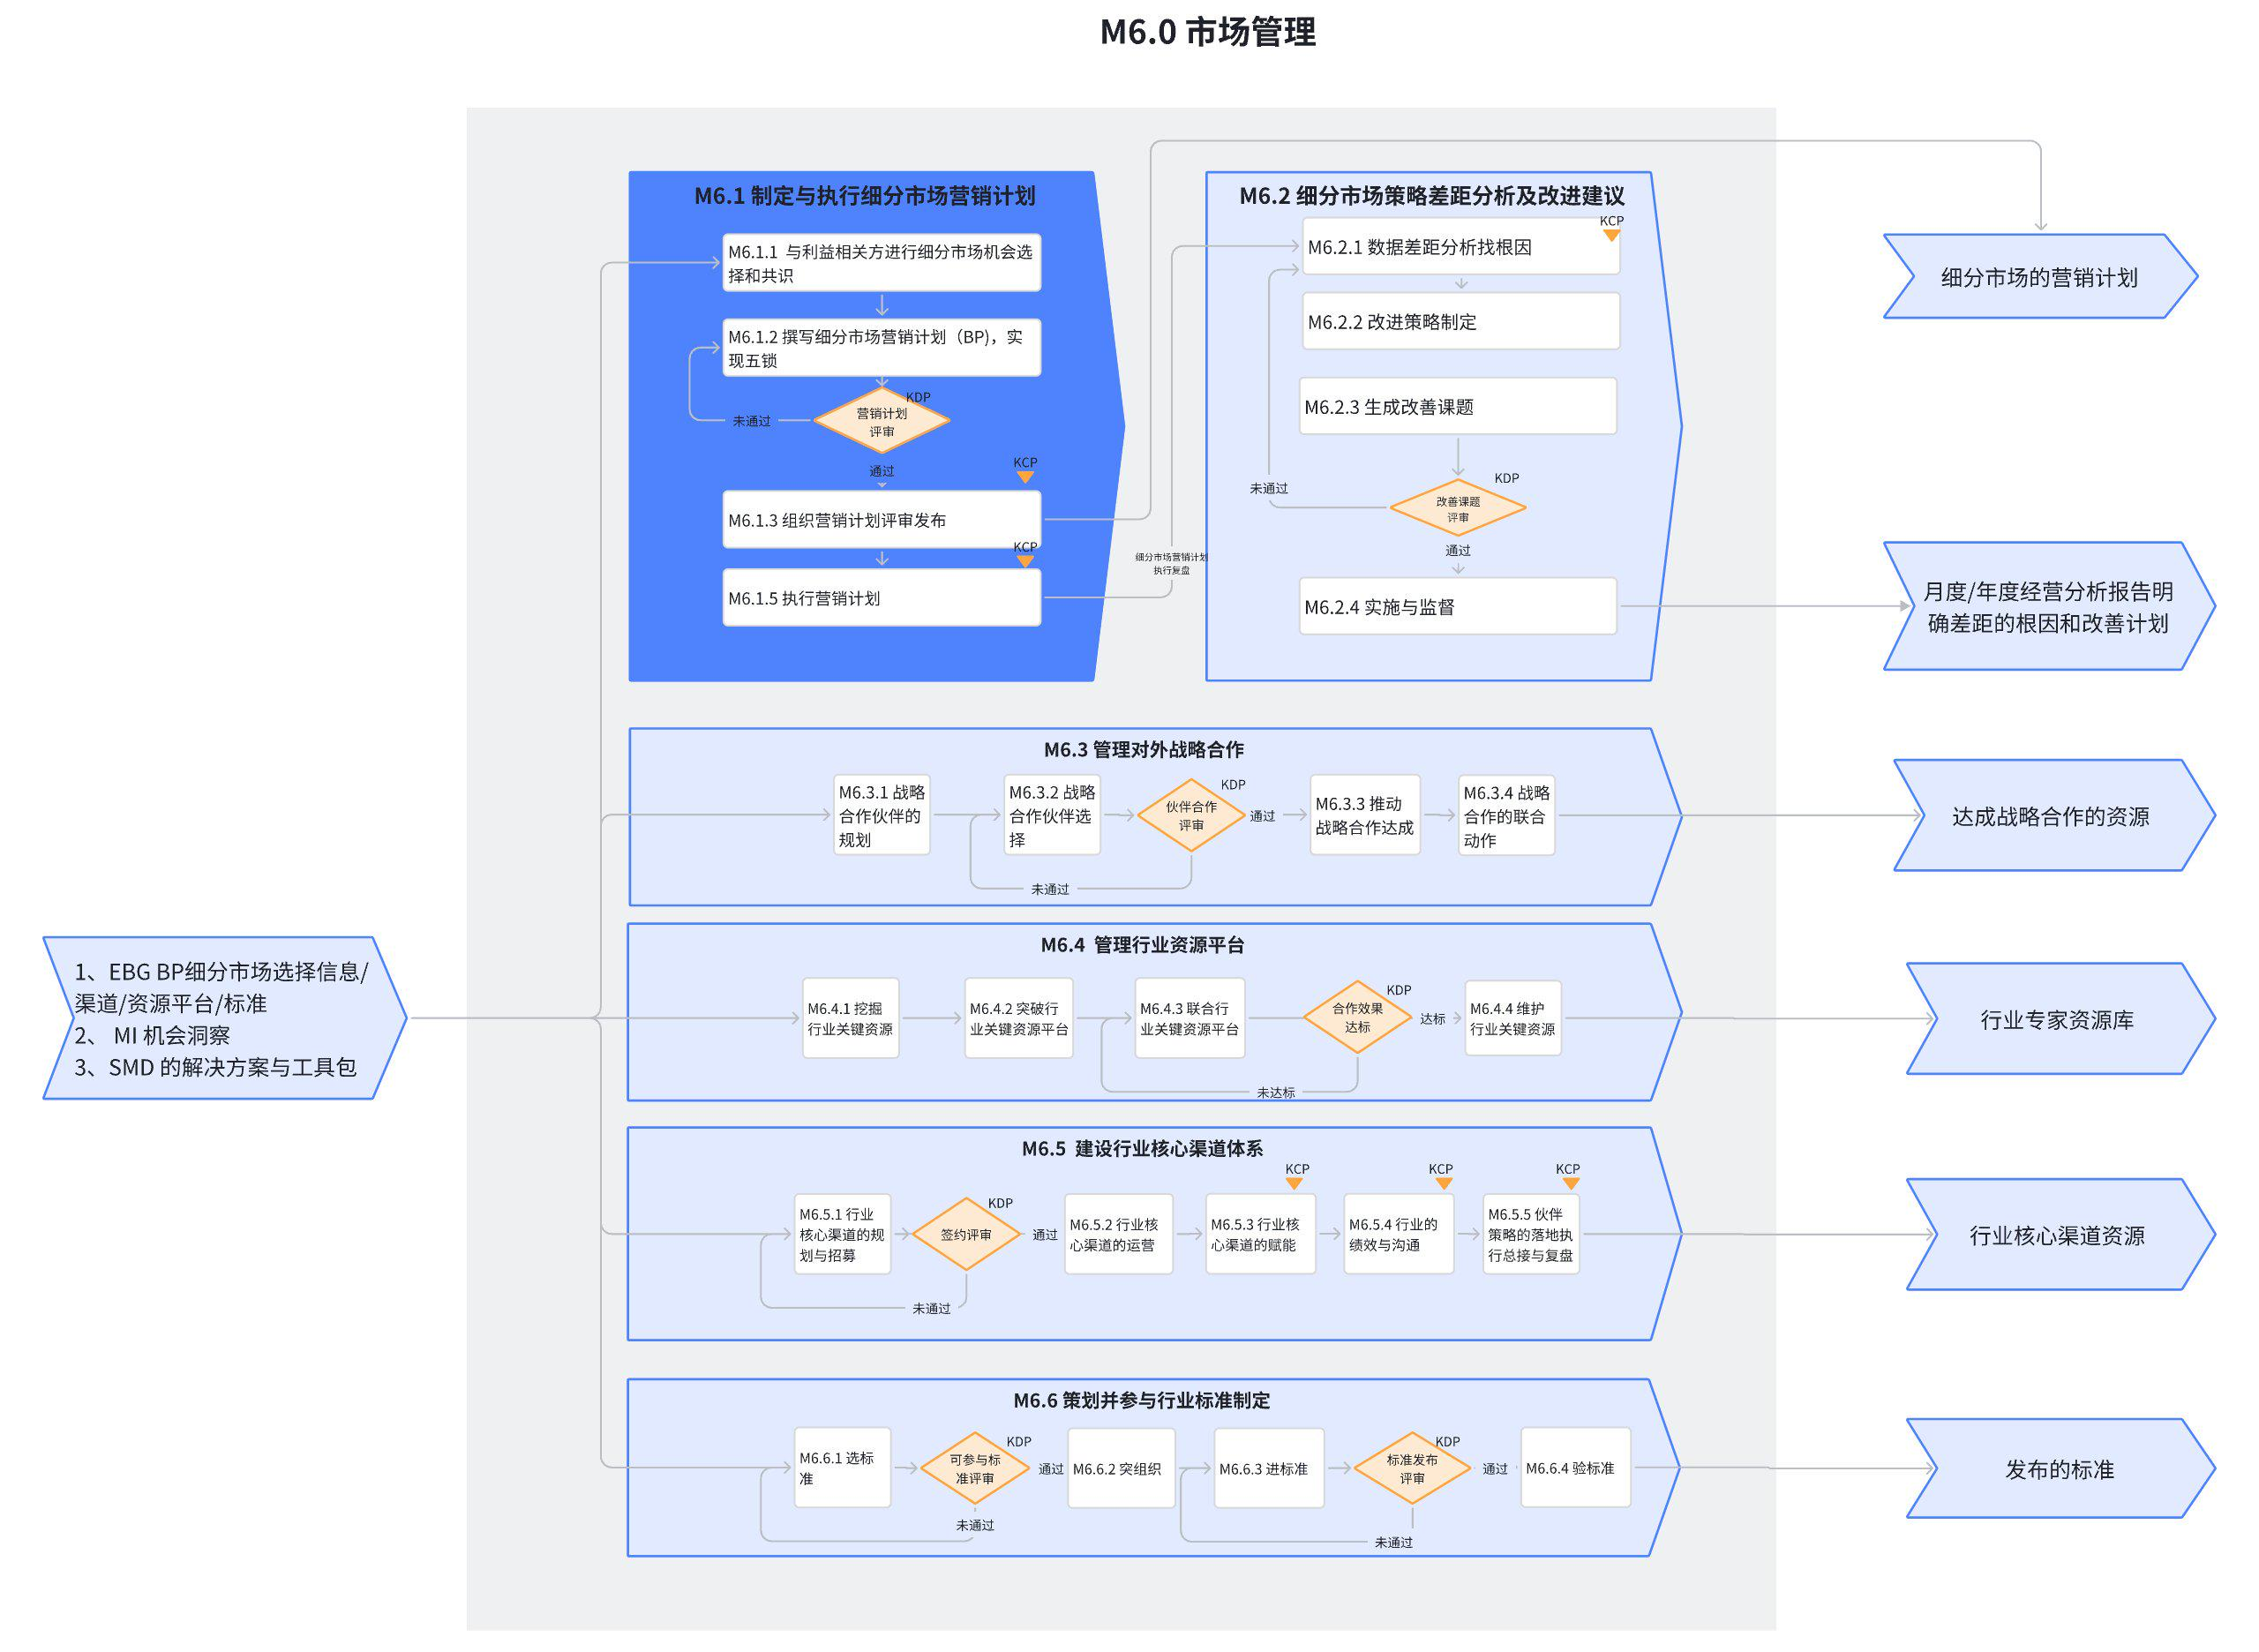 M6.0 市场管理
M6.1 制定与执行细分市场营销计划
M6.1.1 与利益相关方进行细分市场机会选
择和共识
M6.1.2 撰写细分市场营销计划（BP)，实
现五锁
KDP
营销计划
评审
未通过
通过
KCP
M6.1.3 组织营销计划评审发布
KCP
M6.1.5 执行营销计划
细分市场营销计划
执行复盘
M6.2 细分市场策略差距分析及改进建议
KCP
M6.2.1 数据差距分析找根因
M6.2.2 改进策略制定
M6.2.3 生成改善课题
KDP
未通过
改善课题
评审
通过
M6.2.4 实施与监督
细分市场的营销计划
月度/年度经营分析报告明
确差距的根因和改善计划
M6.3 管理对外战略合作
M6.3.1 战略
合作伙伴的
规划
M6.3.2 战略
合作伙伴选
择
KDP
伙伴合作
评审
通过
未通过
M6.3.3 推动
战略合作达成
M6.3.4 战略
合作的联合
动作
达成战略合作的资源
1、EBG BP细分市场选择信息/
渠道/资源平台/标准
2、 MI 机会洞察
3、SMD 的解决方案与工具包
M6.4 管理行业资源平台
M6.4.1 挖掘
行业关键资源
M6.4.2 突破行
业关键资源平台
M6.4.3 联合行
业关键资源平台
KDP
合作效果
达标
达标
未达标
M6.4.4 维护
行业关键资源
行业专家资源库
M6.5 建设行业核心渠道体系
M6.5.1 行业
核心渠道的规
划与招募
KDP
签约评审
通过
未通过
M6.5.2 行业核
心渠道的运营
KCP
M6.5.3 行业核
心渠道的赋能
KCP
M6.5.4 行业的
绩效与沟通
KCP
M6.5.5 伙伴
策略的落地执
行总接与复盘
行业核心渠道资源
M6.6 策划并参与行业标准制定
M6.6.1 选标
准
KDP
可参与标
准评审
通过
未通过
M6.6.2 突组织
M6.6.3 进标准
KDP
标准发布
评审
通过
未通过
M6.6.4 验标准
发布的标准